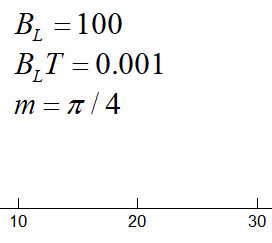 B_L = 100
B_L T = 0.001
m = π / 4
10 20 30